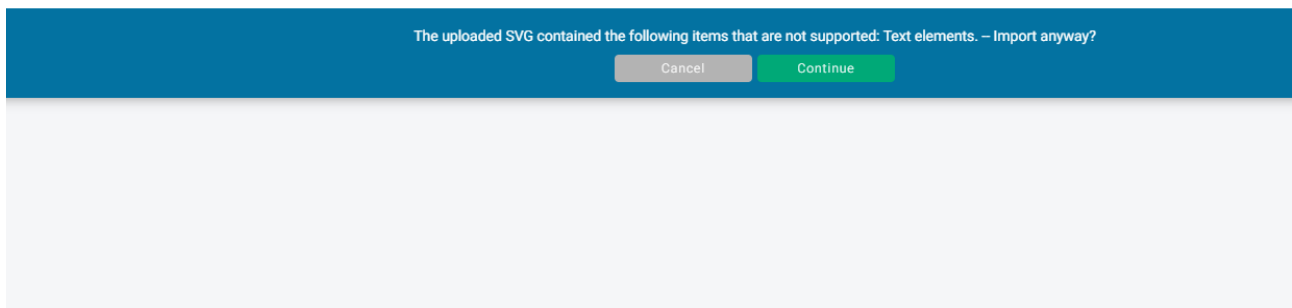 The uploaded SVG contained the following items that are not supported: Text elements. – Import anyway?
Cancel Continue